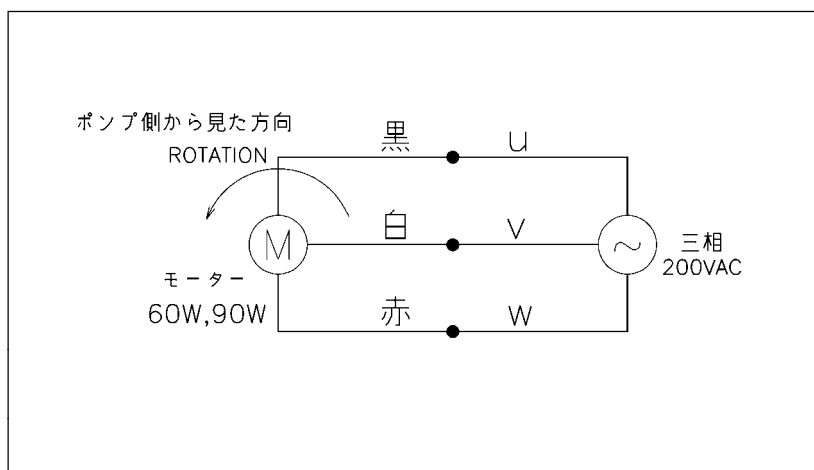 ポンプ側から見た方向
ROTATION
黒
u
白
v
M
~
三相
200VAC
モーター
60W,90W
赤
w